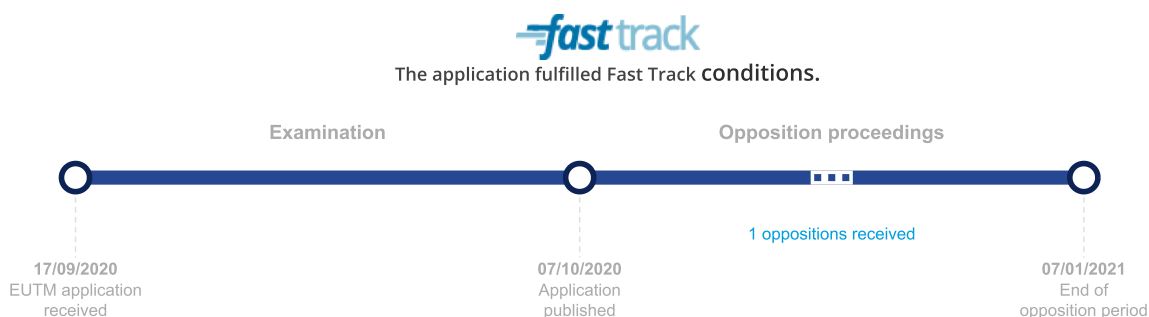 fast track
The application fulfilled Fast Track conditions.
Examination
Opposition proceedings
1 oppositions received
17/09/2020
EUTM application
received
07/10/2020
Application
published
07/01/2021
End of
opposition period